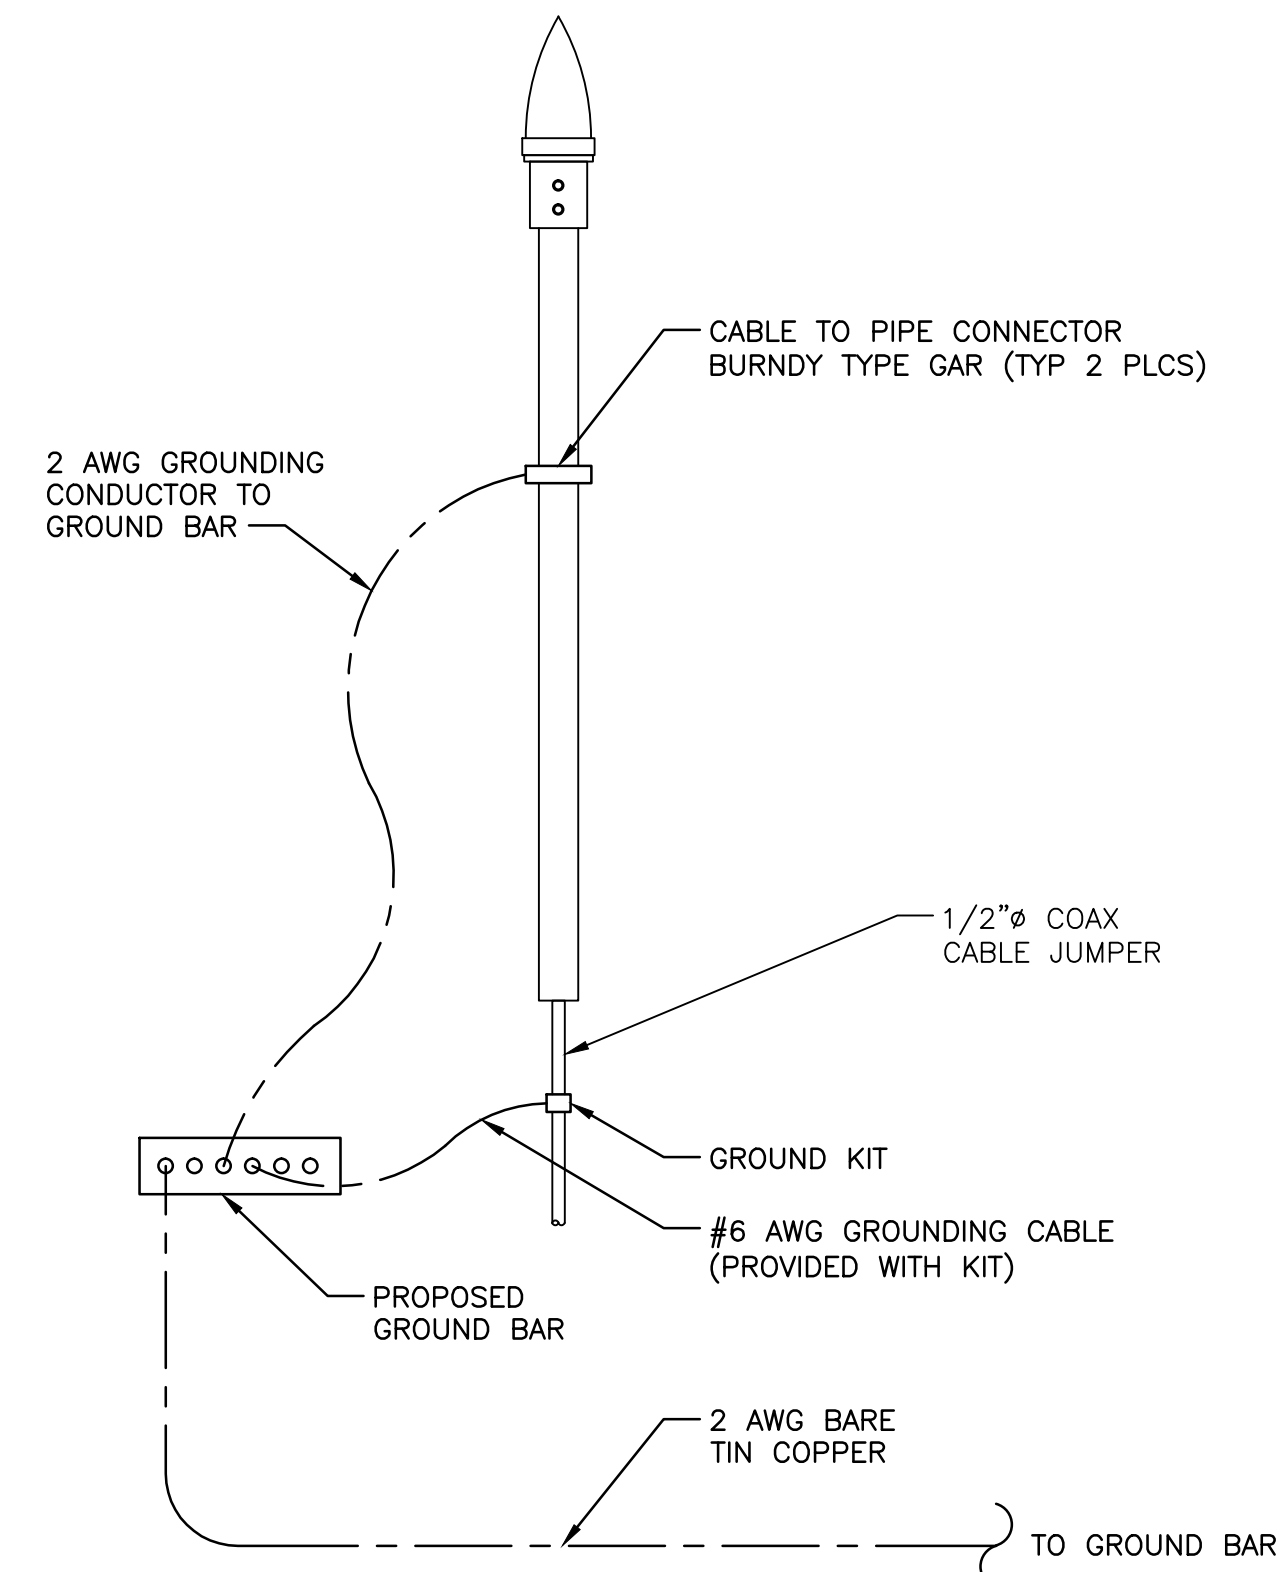 CABLE TO PIPE CONNECTOR
BURNDY TYPE GAR (TYP 2 PLCS)
2 AWG GROUNDING
CONDUCTOR TO
GROUND BAR
1/2"ø COAX
CABLE JUMPER
GROUND KIT
#6 AWG GROUNDING CABLE
(PROVIDED WITH KIT)
PROPOSED
GROUND BAR
2 AWG BARE
TIN COPPER
TO GROUND BAR